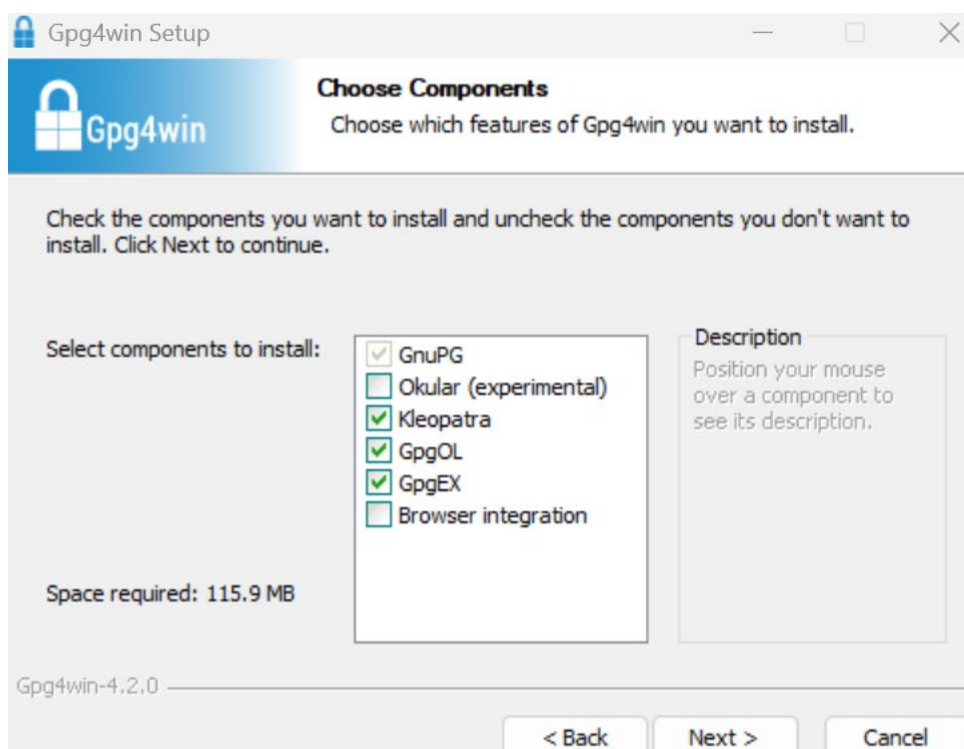 Gpg4win Setup
Gpg4win
Choose Components
Choose which features of Gpg4win you want to install.
Check the components you want to install and uncheck the components you don't want to
install. Click Next to continue.
Select components to install:
GnuPG
Okular (experimental)
Kleopatra
GpgOL
GpgEX
Browser integration
Description
Position your mouse
over a component to
see its description.
Space required: 115.9 MB
Gpg4win-4.2.0
< Back
Next >
Cancel